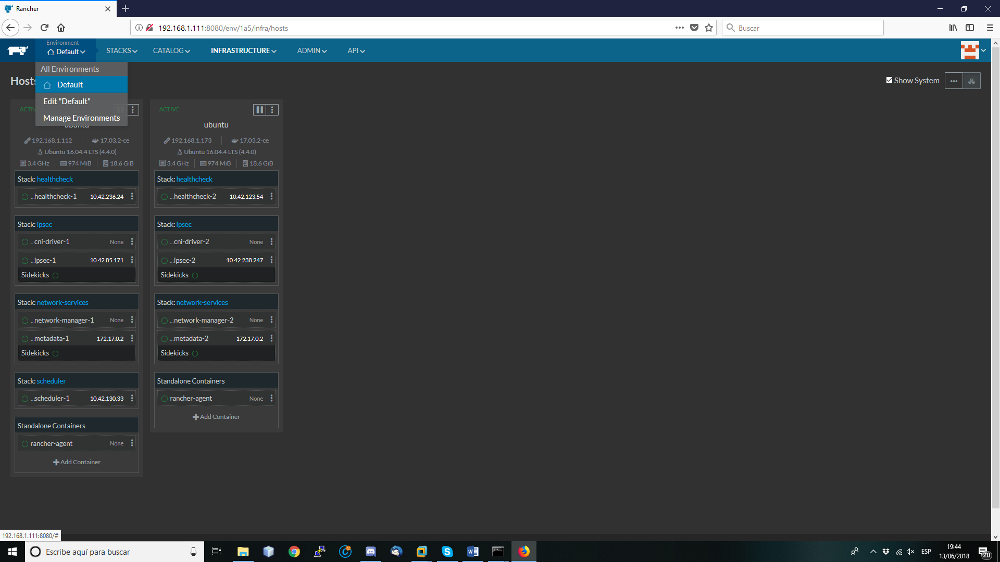 Rancher
192.168.1.111:8080/env/1a5/infra/hosts
Buscar
Environment
Default
STACKS
CATALOG
INFRASTRUCTURE
ADMIN
API
All Environments
Default
Edit "Default"
Manage Environments
Hosts
Show System
ACTIVE
ubuntu
192.168.1.112
17.03.2-ce
Ubuntu 16.04.4 LTS (4.4.0)
3.4 GHz
974 MiB
18.6 GiB
Stack: healthcheck
...healthcheck-1 10.42.236.24
Stack: ipsec
...cni-driver-1 None
...ipsec-1 10.42.85.171
Sidekicks
Stack: network-services
...network-manager-1 None
...metadata-1 172.17.0.2
Sidekicks
Stack: scheduler
...scheduler-1 10.42.130.33
Standalone Containers
rancher-agent None
Add Container
ACTIVE
ubuntu
192.168.1.173
17.03.2-ce
Ubuntu 16.04.4 LTS (4.4.0)
3.4 GHz
974 MiB
18.6 GiB
Stack: healthcheck
...healthcheck-2 10.42.123.54
Stack: ipsec
...cni-driver-2 None
...ipsec-2 10.42.238.247
Sidekicks
Stack: network-services
...network-manager-2 None
...metadata-2 172.17.0.2
Sidekicks
Standalone Containers
rancher-agent None
Add Container
192.168.1.111:8080/#
Escribe aquí para buscar
ESP
19:44
13/06/2018
20